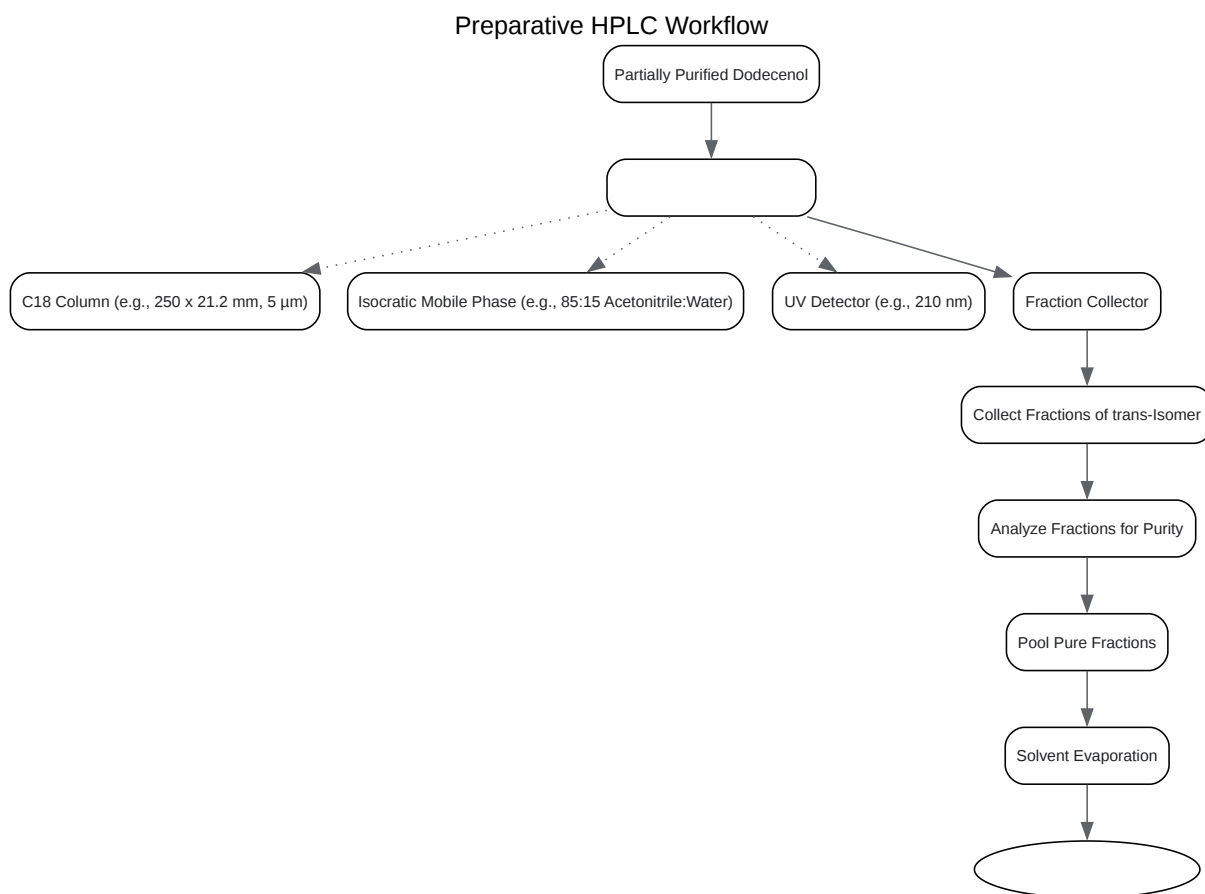 Preparative HPLC Workflow
Partially Purified Dodecenol
C18 Column (e.g., 250 x 21.2 mm, 5 µm)
Isocratic Mobile Phase (e.g., 85:15 Acetonitrile:Water)
UV Detector (e.g., 210 nm)
Fraction Collector
Collect Fractions of trans-Isomer
Analyze Fractions for Purity
Pool Pure Fractions
Solvent Evaporation